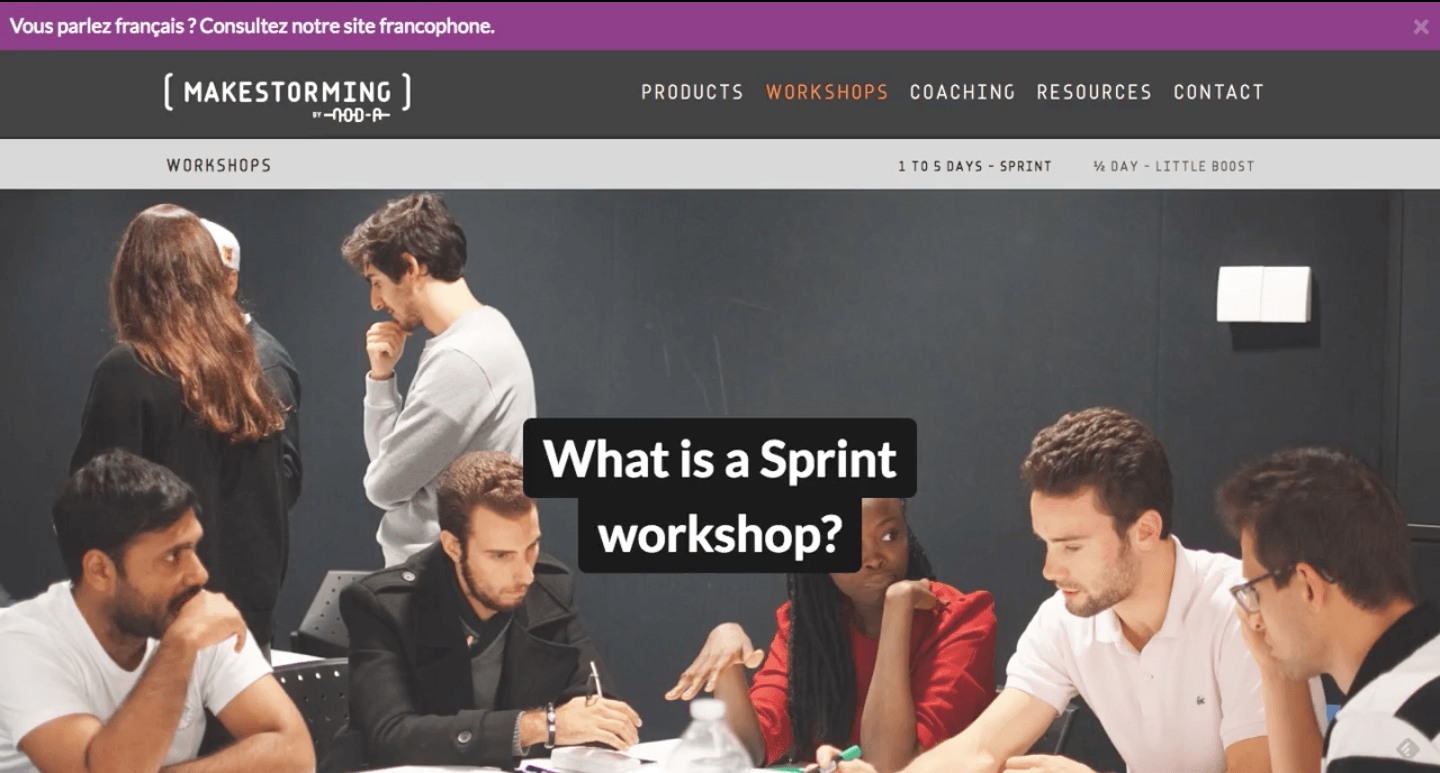 Vous parlez français ? Consultez notre site francophone.
×
[ MAKESTORMING ]
BY NOD-A
PRODUCTS WORKSHOPS COACHING RESOURCES CONTACT
WORKSHOPS
1 TO 5 DAYS - SPRINT ½ DAY - LITTLE BOOST
What is a Sprint
workshop?